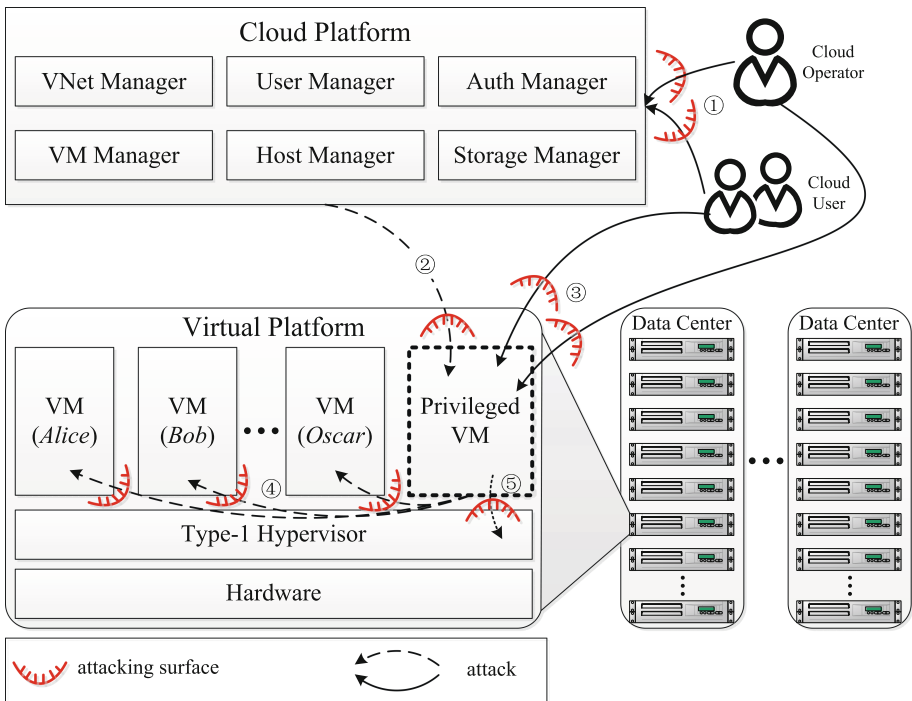 Cloud Platform
VNet Manager
User Manager
Auth Manager
VM Manager
Host Manager
Storage Manager
①
Cloud
Operator
Cloud
User
②
③
Virtual Platform
VM
(Alice)
VM
(Bob)
•••
VM
(Oscar)
Privileged
VM
④
⑤
Type-1 Hypervisor
Hardware
Data Center
•••
Data Center
attacking surface
attack